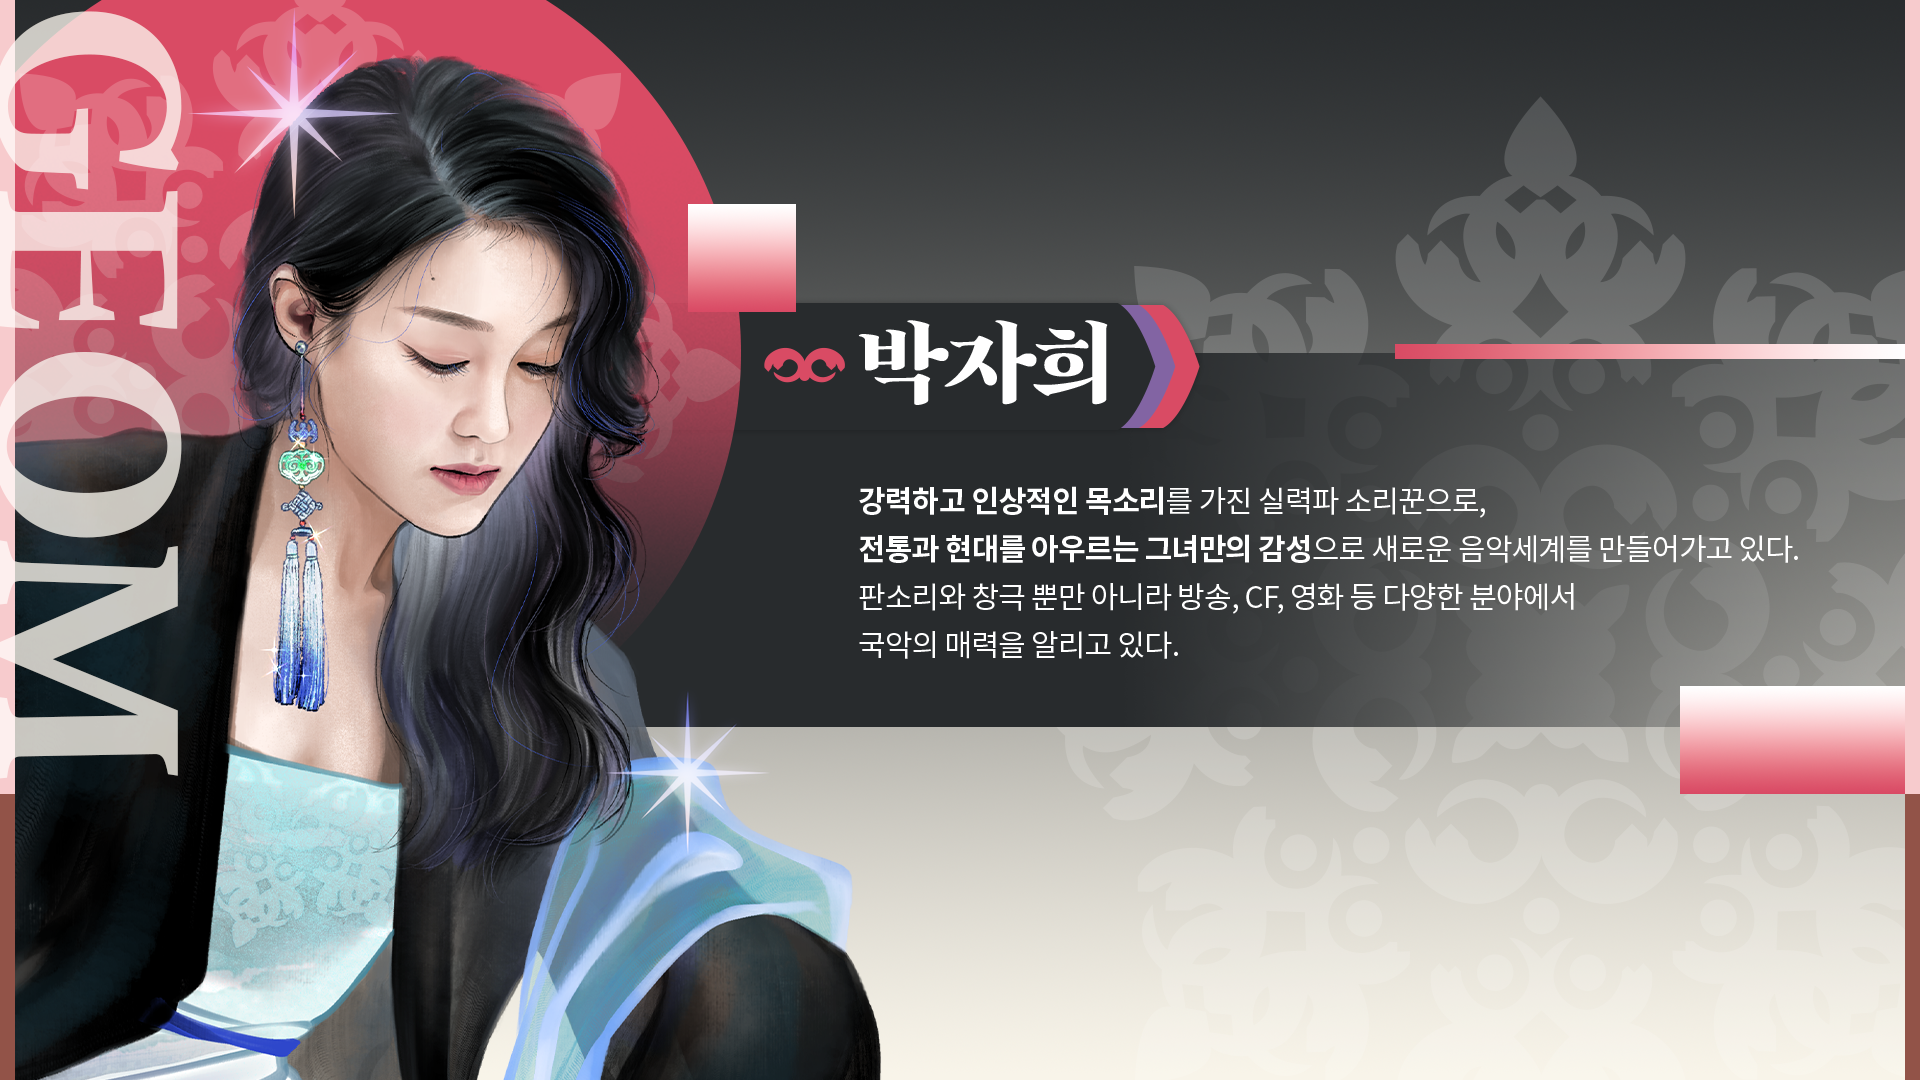 GEOM
박자희
강력하고 인상적인 목소리를 가진 실력파 소리꾼으로,
전통과 현대를 아우르는 그녀만의 감성으로 새로운 음악세계를 만들어가고 있다.
판소리와 창극 뿐만 아니라 방송, CF, 영화 등 다양한 분야에서
국악의 매력을 알리고 있다.